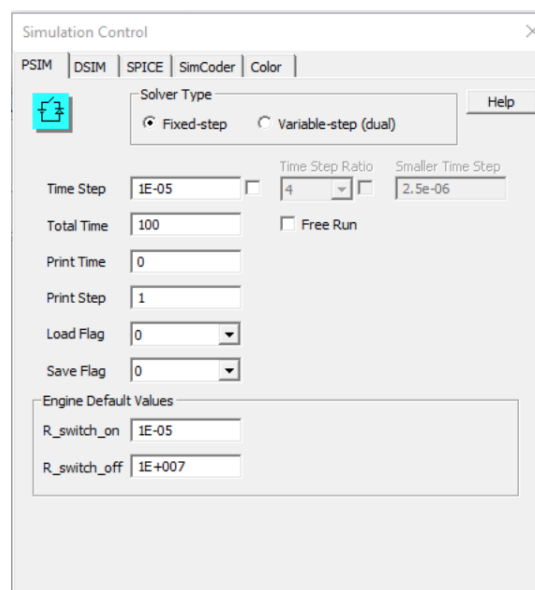 Simulation Control
PSIM DSIM SPICE SimCoder Color
Solver Type
Fixed-step Variable-step (dual)
Help
Time Step Ratio Smaller Time Step
Time Step 1E-05 4 2.5e-06
Total Time 100 Free Run
Print Time 0
Print Step 1
Load Flag 0
Save Flag 0
Engine Default Values
R_switch_on 1E-05
R_switch_off 1E+007